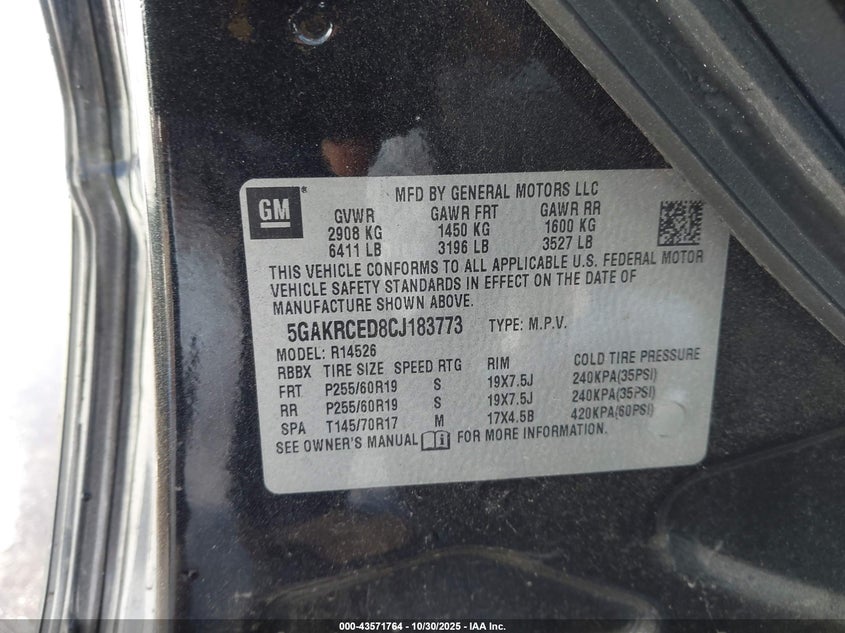 GM ®
MFD BY GENERAL MOTORS LLC
GVWR GAWR FRT GAWR RR
2908 KG 1450 KG 1600 KG
6411 LB 3196 LB 3527 LB
THIS VEHICLE CONFORMS TO ALL APPLICABLE U.S. FEDERAL MOTOR
VEHICLE SAFETY STANDARDS IN EFFECT ON THE DATE OF
MANUFACTURE SHOWN ABOVE.
5GAKRCED8CJ183773 TYPE: M.P.V.
MODEL: R14526
RBBX TIRE SIZE SPEED RTG RIM COLD TIRE PRESSURE
FRT P255/60R19 S 19X7.5J 240KPA(35PSI)
RR P255/60R19 S 19X7.5J 240KPA(35PSI)
SPA T145/70R17 M 17X4.5B 420KPA(60PSI)
SEE OWNER'S MANUAL i FOR MORE INFORMATION.
000-43571764 - 10/30/2025 - IAA Inc.